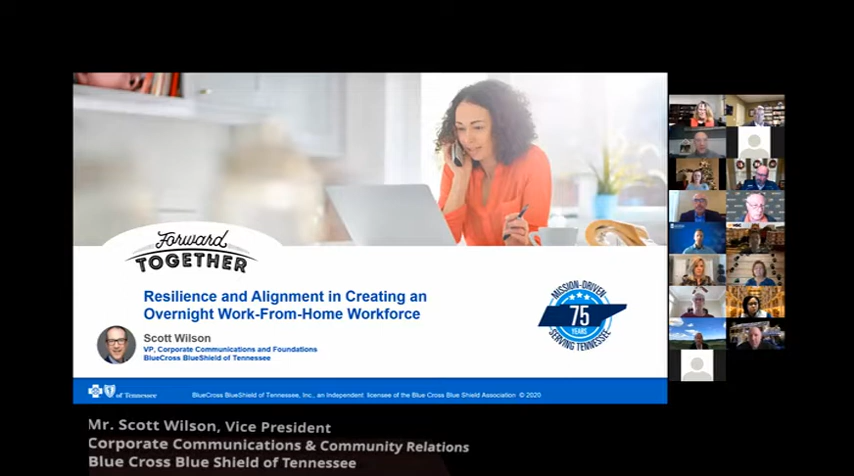 Forward
TOGETHER
Resilience and Alignment in Creating an
Overnight Work-From-Home Workforce
Scott Wilson
VP, Corporate Communications and Foundations
BlueCross BlueShield of Tennessee
MISSION-DRIVEN
75
YEARS
SERVING TENNESSEE
of Tennessee
BlueCross BlueShield of Tennessee, Inc., an Independent licensee of the Blue Cross Blue Shield Association © 2020
Mr. Scott Wilson, Vice President
Corporate Communications & Community Relations
Blue Cross Blue Shield of Tennessee